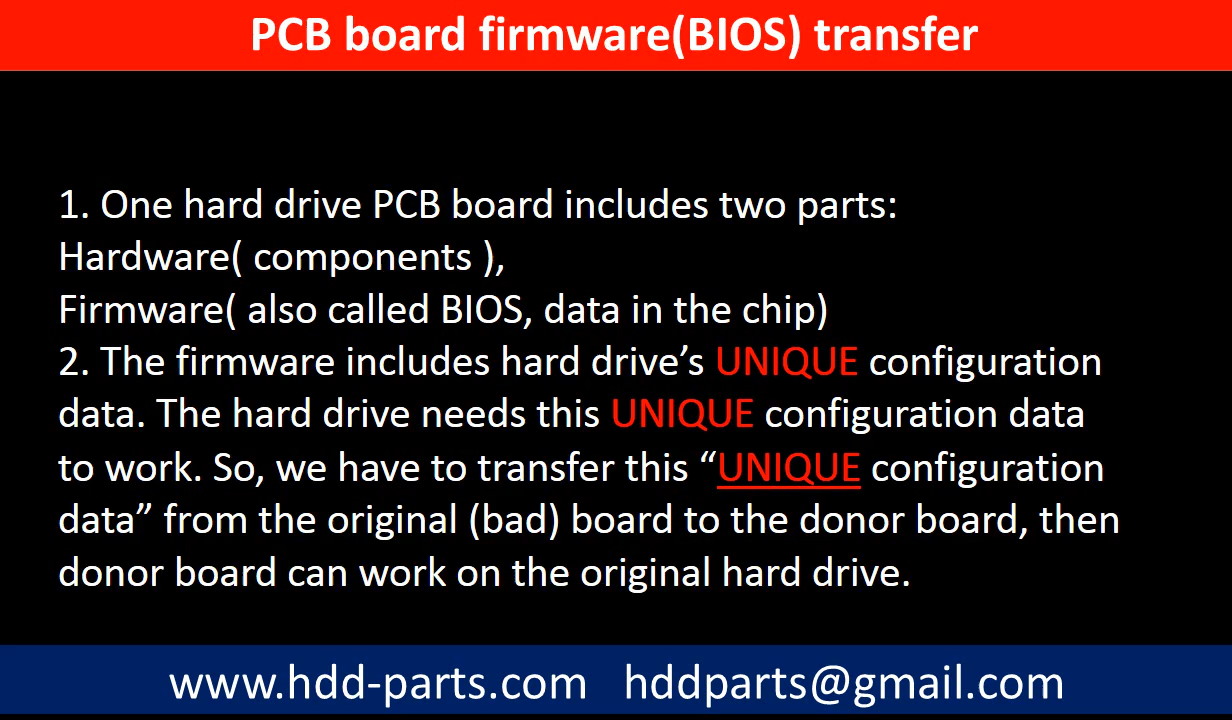 PCB board firmware(BIOS) transfer
1. One hard drive PCB board includes two parts:
Hardware( components ),
Firmware( also called BIOS, data in the chip)
2. The firmware includes hard drive’s UNIQUE configuration
data. The hard drive needs this UNIQUE configuration data
to work. So, we have to transfer this “UNIQUE configuration
data” from the original (bad) board to the donor board, then
donor board can work on the original hard drive.
www.hdd-parts.com hddparts@gmail.com